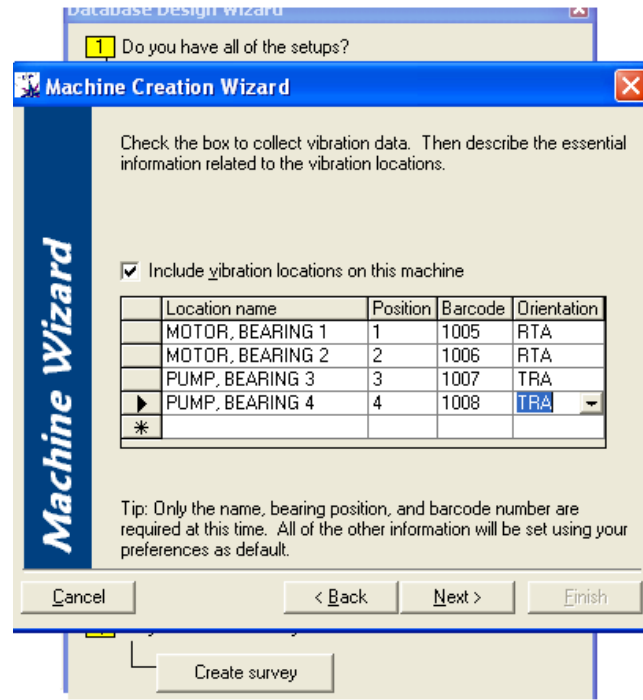 Database Design Wizard
1 Do you have all of the setups?
Machine Creation Wizard
Machine Wizard
Check the box to collect vibration data. Then describe the essential
information related to the vibration locations.
Include vibration locations on this machine
Location name Position Barcode Orientation
MOTOR, BEARING 1 1 1005 RTA
MOTOR, BEARING 2 2 1006 RTA
PUMP, BEARING 3 3 1007 TRA
PUMP, BEARING 4 4 1008 TRA
Tip: Only the name, bearing position, and barcode number are
required at this time. All of the other information will be set using your
preferences as default.
Cancel < Back Next > Finish
Create survey